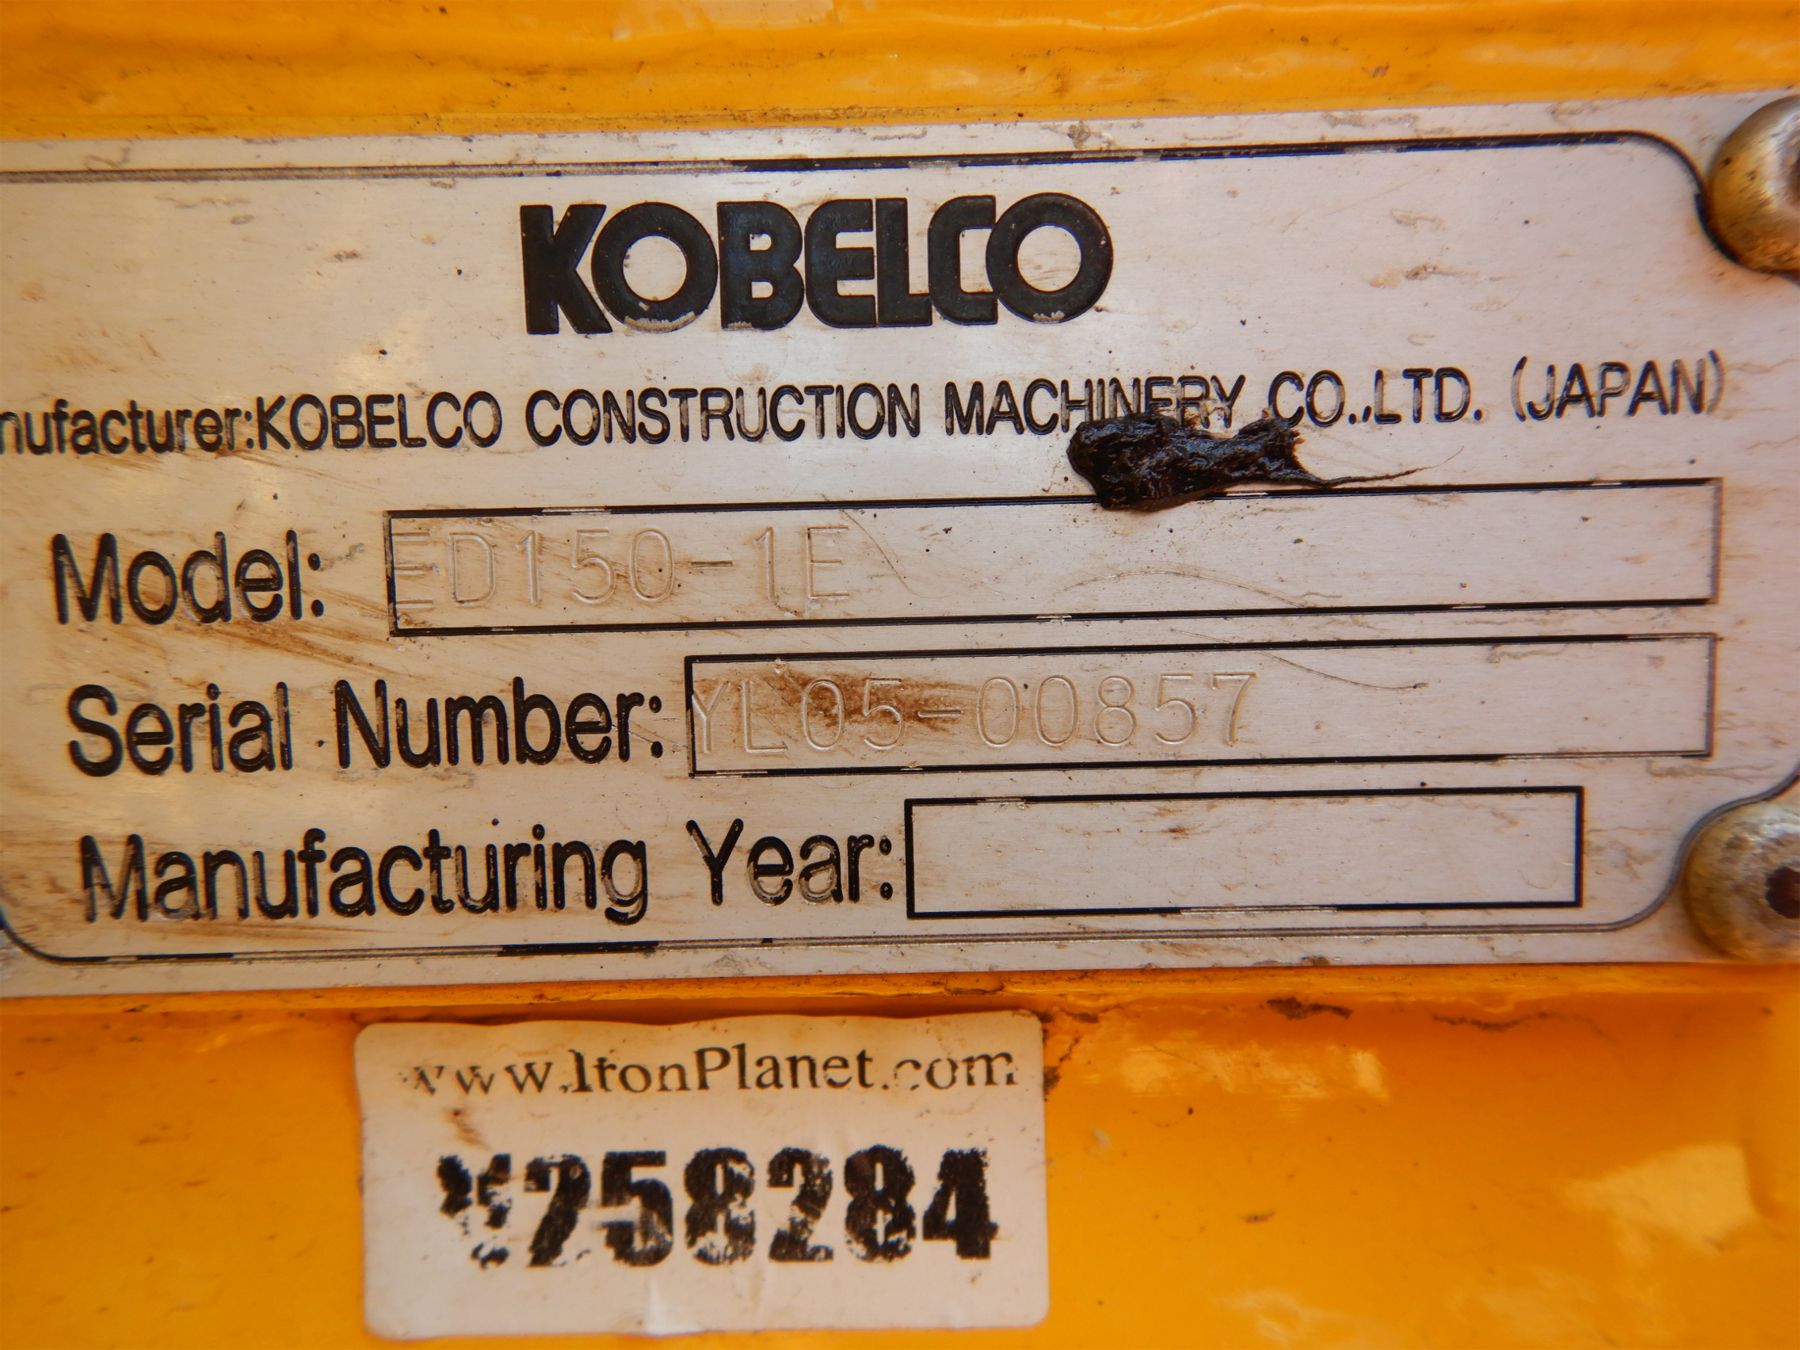 KOBELCO
nufacturer:KOBELCO CONSTRUCTION MACHINERY CO.,LTD. (JAPAN)
Model: ED150-1E
Serial Number: YL05-00857
Manufacturing Year:
www.IronPlanet.com
258284